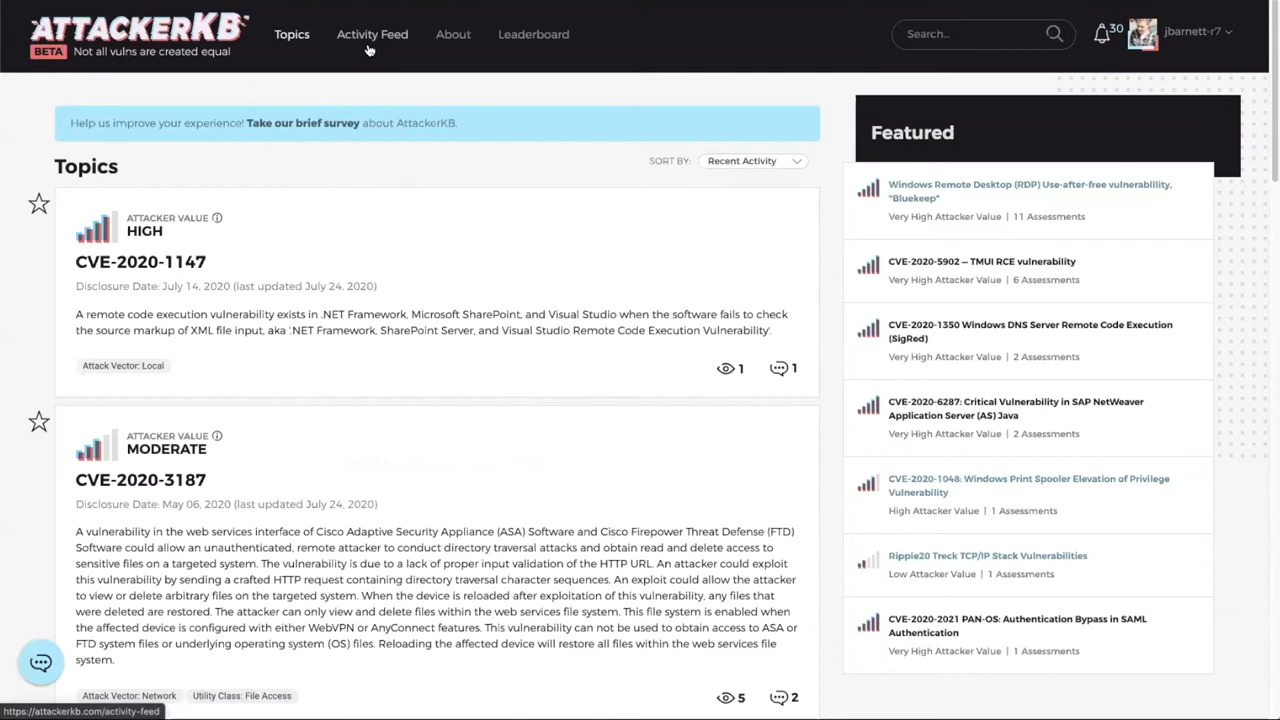 ATTACKERKB
BETA Not all vulns are created equal
Topics
Activity Feed
About
Leaderboard
Search...
30
jbarnett-r7
Help us improve your experience! Take our brief survey about AttackerKB.
Topics
SORT BY: Recent Activity
ATTACKER VALUE
HIGH
CVE-2020-1147
Disclosure Date: July 14, 2020 (last updated July 24, 2020)
A remote code execution vulnerability exists in .NET Framework, Microsoft SharePoint, and Visual Studio when the software fails to check
the source markup of XML file input, aka '.NET Framework, SharePoint Server, and Visual Studio Remote Code Execution Vulnerability'.
Attack Vector: Local
1
1
ATTACKER VALUE
MODERATE
CVE-2020-3187
Disclosure Date: May 06, 2020 (last updated July 24, 2020)
A vulnerability in the web services interface of Cisco Adaptive Security Appliance (ASA) Software and Cisco Firepower Threat Defense (FTD)
Software could allow an unauthenticated, remote attacker to conduct directory traversal attacks and obtain read and delete access to
sensitive files on a targeted system. The vulnerability is due to a lack of proper input validation of the HTTP URL. An attacker could exploit
this vulnerability by sending a crafted HTTP request containing directory traversal character sequences. An exploit could allow the attacker
to view or delete arbitrary files on the targeted system. When the device is reloaded after exploitation of this vulnerability, any files that
were deleted are restored. The attacker can only view and delete files within the web services file system. This file system is enabled when
the affected device is configured with either WebVPN or AnyConnect features. This vulnerability can not be used to obtain access to ASA or
FTD system files or underlying operating system (OS) files. Reloading the affected device will restore all files within the web services file
system.
Attack Vector: Network
Utility Class: File Access
5
2
Featured
Windows Remote Desktop (RDP) Use-after-free vulnerablility,
"Bluekeep"
Very High Attacker Value | 11 Assessments
CVE-2020-5902 — TMUI RCE vulnerability
Very High Attacker Value | 6 Assessments
CVE-2020-1350 Windows DNS Server Remote Code Execution
(SigRed)
Very High Attacker Value | 2 Assessments
CVE-2020-6287: Critical Vulnerability in SAP NetWeaver
Application Server (AS) Java
Very High Attacker Value | 2 Assessments
CVE-2020-1048: Windows Print Spooler Elevation of Privilege
Vulnerability
High Attacker Value | 1 Assessments
Ripple20 Treck TCP/IP Stack Vulnerabilities
Low Attacker Value | 1 Assessments
CVE-2020-2021 PAN-OS: Authentication Bypass in SAML
Authentication
Very High Attacker Value | 1 Assessments
https://attackerkb.com/activity-feed